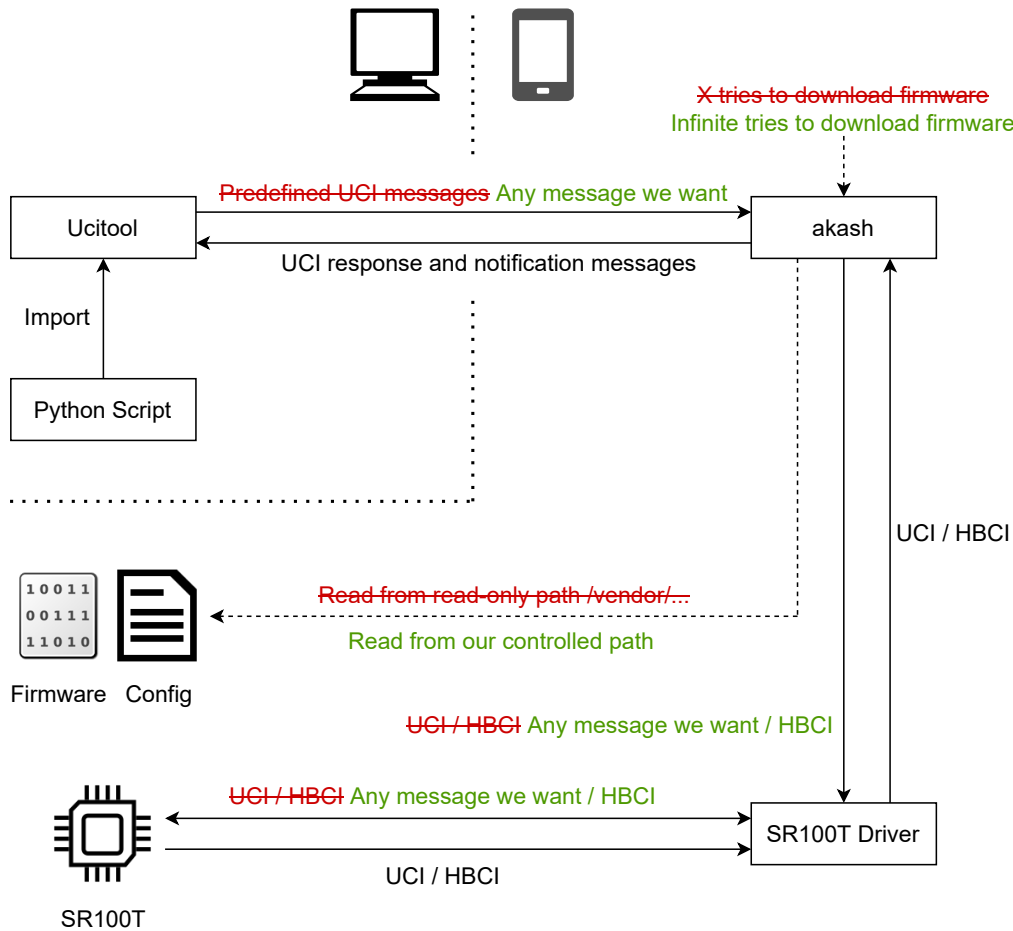 X tries to download firmware
Infinite tries to download firmware
Predefined UCI messages Any message we want
Ucitool
akash
UCI response and notification messages
Import
Python Script
UCI / HBCI
10011
00111
11010
Read from read-only path /vendor/...
Read from our controlled path
Firmware
Config
UCI / HBCI Any message we want / HBCI
UCI / HBCI Any message we want / HBCI
SR100T Driver
UCI / HBCI
SR100T